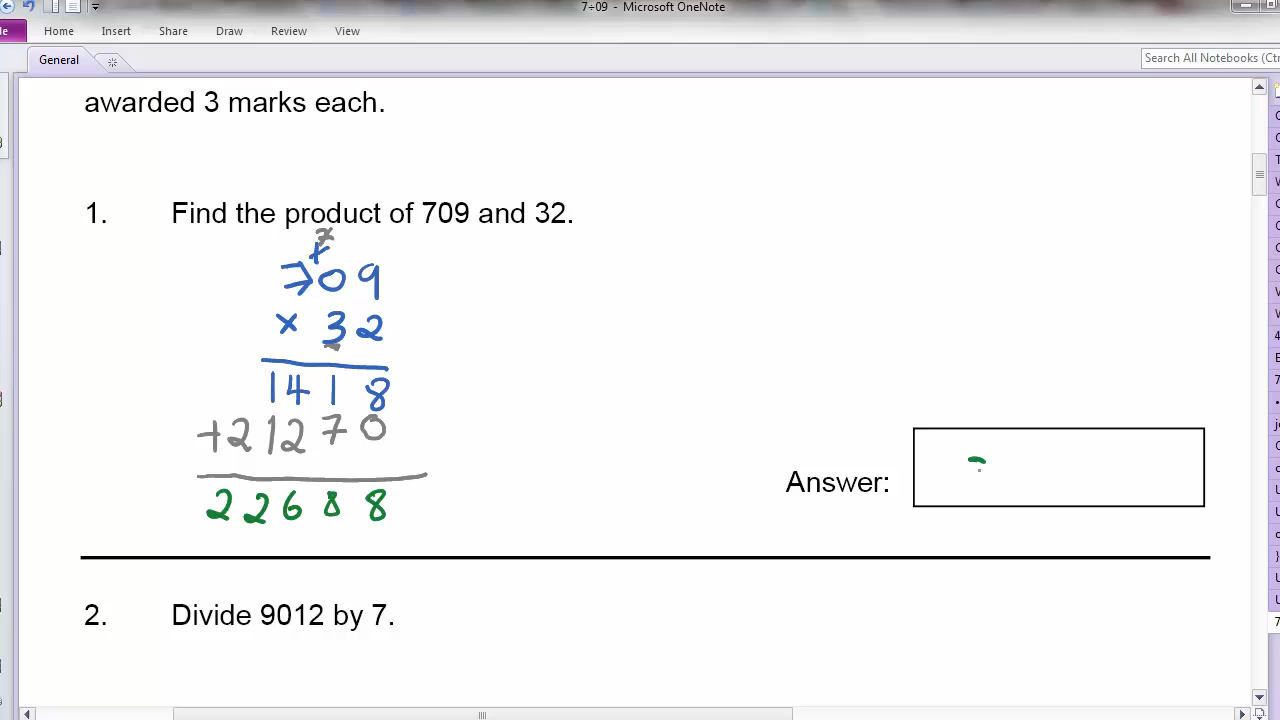 7÷09 - Microsoft OneNote
Home Insert Share Draw Review View
General
Search All Notebooks (Ctr
awarded 3 marks each.
1. Find the product of 709 and 32.
709
× 32
1418
+21270
22688
Answer:
2. Divide 9012 by 7.